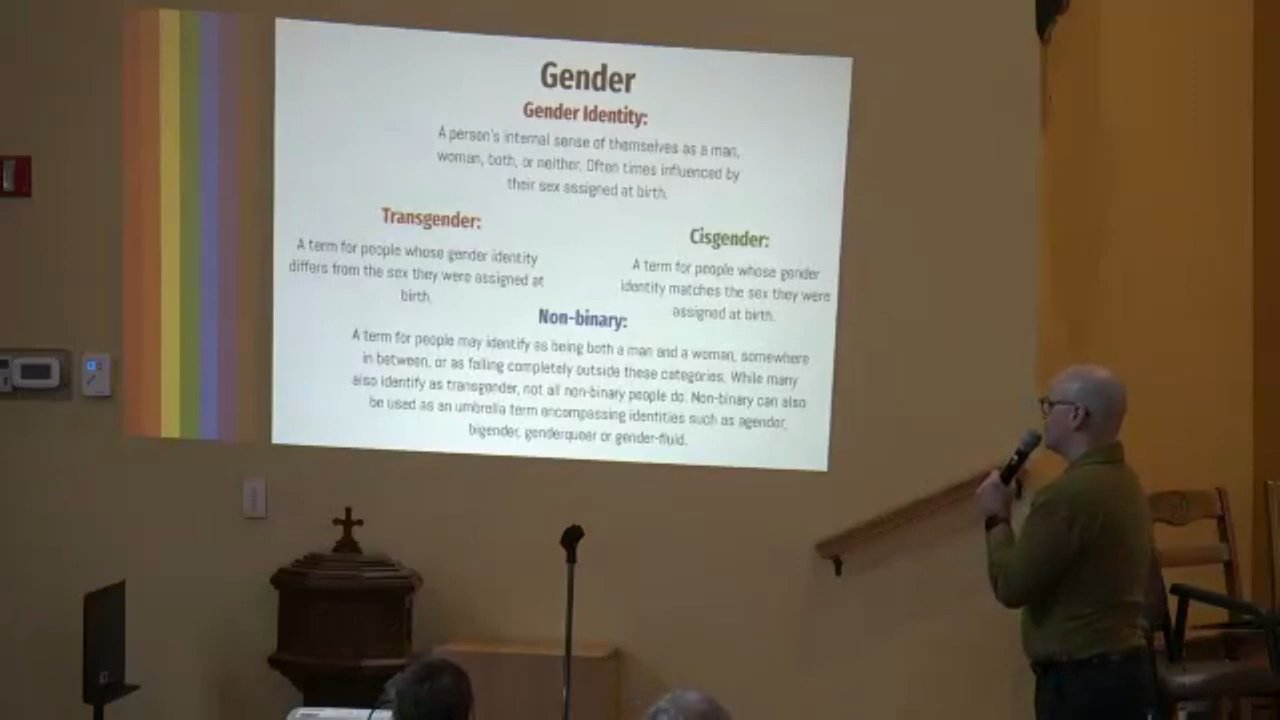 Gender
Gender Identity:
A person's internal sense of themselves as a man,
woman, both, or neither. Often times influenced by
their sex assigned at birth.
Transgender:
A term for people whose gender identity
differs from the sex they were assigned at
birth.
Cisgender:
A term for people whose gender
identity matches the sex they were
assigned at birth.
Non-binary:
A term for people may identify as being both a man and a woman, somewhere
in between, or as falling completely outside these categories. While many
also identify as transgender, not all non-binary people do. Non-binary can also
be used as an umbrella term encompassing identities such as agender,
bigender, genderqueer or gender-fluid.